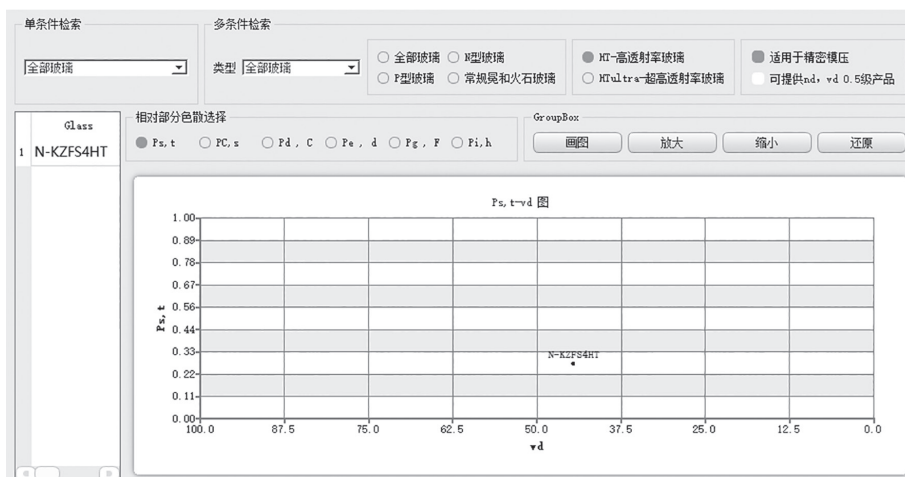 单条件检索
多条件检索
全部玻璃
类型 全部玻璃
全部玻璃 N型玻璃
P型玻璃 常规冕和火石玻璃
HT-高透射率玻璃
HTultra-超高透射率玻璃
适用于精密模压
可提供nd，vd 0.5级产品
Glass
1 N-KZFS4HT
相对部分色散选择
Ps,t PC,s Pd , C Pe , d Pg , F Pi,h
GroupBox
画图 放大 缩小 还原
Ps,t-vd 图
1.00
0.89
0.78
0.67
0.56
0.44
0.33
0.22
0.11
0.00
Ps,t
N-KZFS4HT
100.0 87.5 75.0 62.5 50.0 37.5 25.0 12.5 0.0
vd